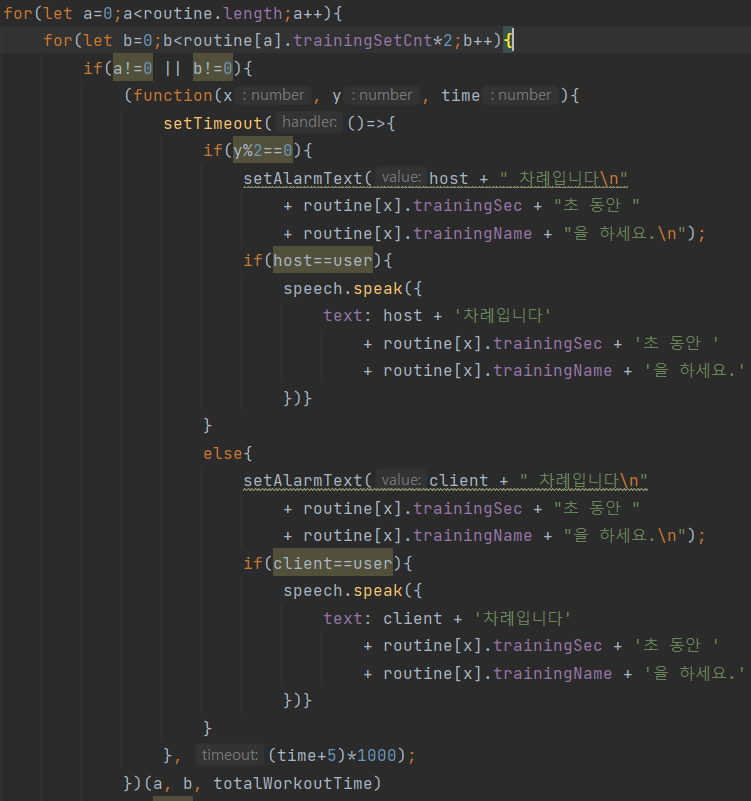 for(let a=0;a<routine.length;a++){
    for(let b=0;b<routine[a].trainingSetCnt*2;b++){
        if(a!=0 || b!=0){
            (function(x : number , y : number , time : number ){
                setTimeout( handler: ()=>{
                    if(y%2==0){
                        setAlarmText( value: host + " 차례입니다\n"
                            + routine[x].trainingSec + "초 동안 "
                            + routine[x].trainingName + "을 하세요.\n");
                        if(host==user){
                            speech.speak({
                                text: host + '차례입니다'
                                    + routine[x].trainingSec + '초 동안 '
                                    + routine[x].trainingName + '을 하세요.'
                            })}
                    }
                    else{
                        setAlarmText( value: client + " 차례입니다\n"
                            + routine[x].trainingSec + "초 동안 "
                            + routine[x].trainingName + "을 하세요.\n");
                        if(client==user){
                            speech.speak({
                                text: client + '차례입니다'
                                    + routine[x].trainingSec + '초 동안 '
                                    + routine[x].trainingName + '을 하세요.'
                            })}
                    }
                }, timeout: (time+5)*1000);
            })(a, b, totalWorkoutTime)